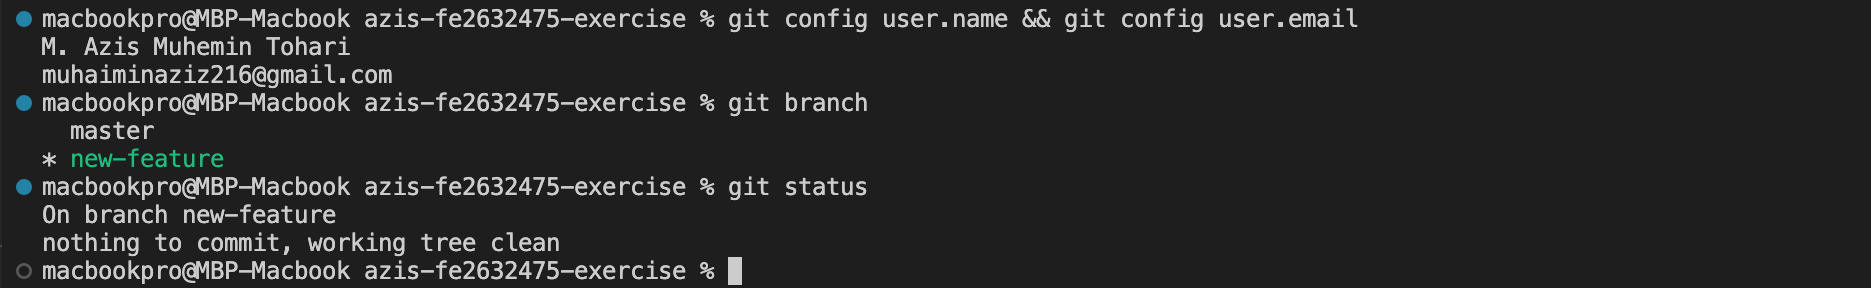 macbookpro@MBP-Macbook azis-fe2632475-exercise % git config user.name && git config user.email
M. Azis Muhemin Tohari
muhaiminaziz216@gmail.com
macbookpro@MBP-Macbook azis-fe2632475-exercise % git branch
master
* new-feature
macbookpro@MBP-Macbook azis-fe2632475-exercise % git status
On branch new-feature
nothing to commit, working tree clean
macbookpro@MBP-Macbook azis-fe2632475-exercise %